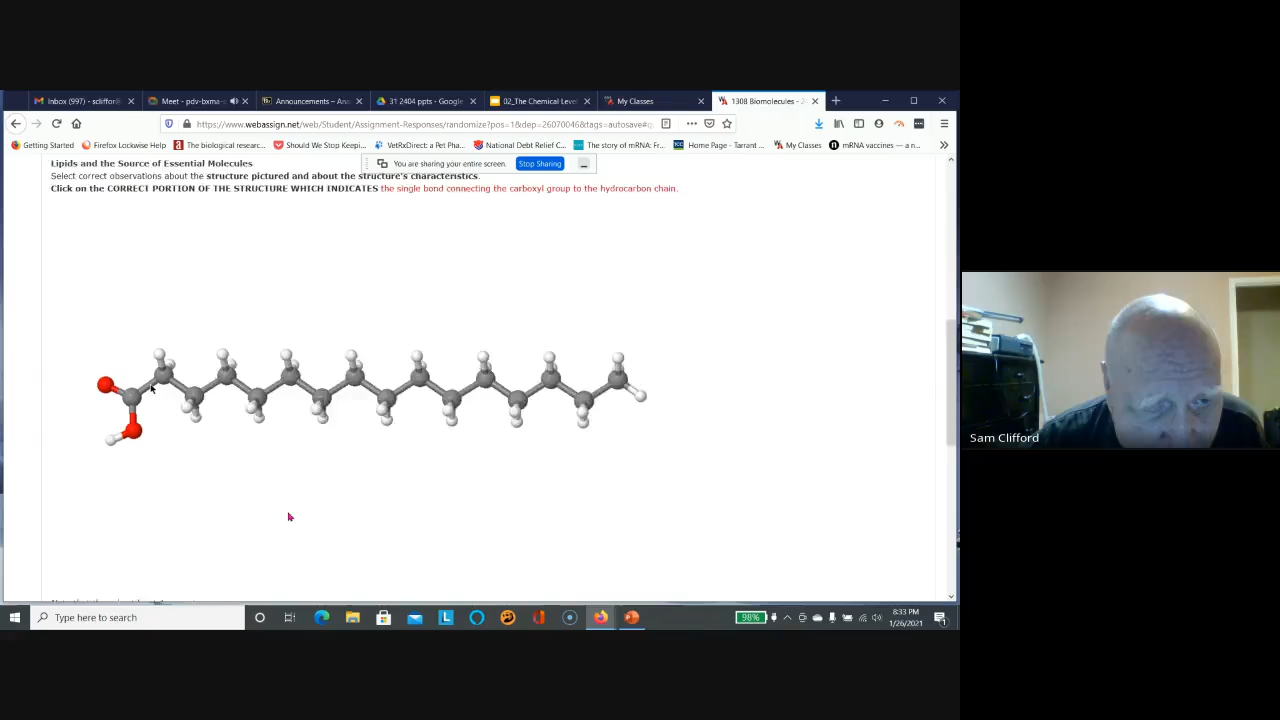 Inbox (997) - scliffor@
Meet - pdv-bxma-
Announcements – Ana
31 2404 ppts - Google
02_The Chemical Level
My Classes
1308 Biomolecules - 2
https://www.webassign.net/web/Student/Assignment-Responses/randomize?pos=1&dep=26070046&tags=autosave#q
Getting Started
Firefox Lockwise Help
The biological researc...
Should We Stop Keepi...
VetRxDirect: a Pet Pha...
National Debt Relief C...
The story of mRNA: Fr...
Home Page - Tarrant ...
My Classes
mRNA vaccines — a n...
Lipids and the Source of Essential Molecules
You are sharing your entire screen.
Stop Sharing
Select correct observations about the structure pictured and about the structure's characteristics.
Click on the CORRECT PORTION OF THE STRUCTURE WHICH INDICATES the single bond connecting the carboxyl group to the hydrocarbon chain.
Sam Clifford
Type here to search
98%
8:33 PM
1/26/2021